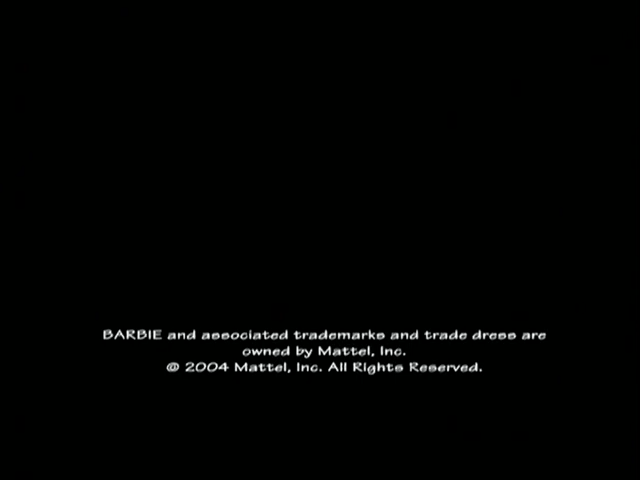 BARBIE and associated trademarks and trade dress are
owned by Mattel, Inc.
© 2004 Mattel, Inc. All Rights Reserved.